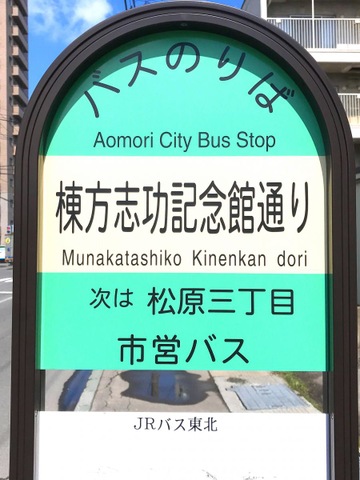 バスのりば
Aomori City Bus Stop
棟方志功記念館通り
Munakatashiko Kinenkan dori
次は 松原三丁目
市営バス
JRバス東北